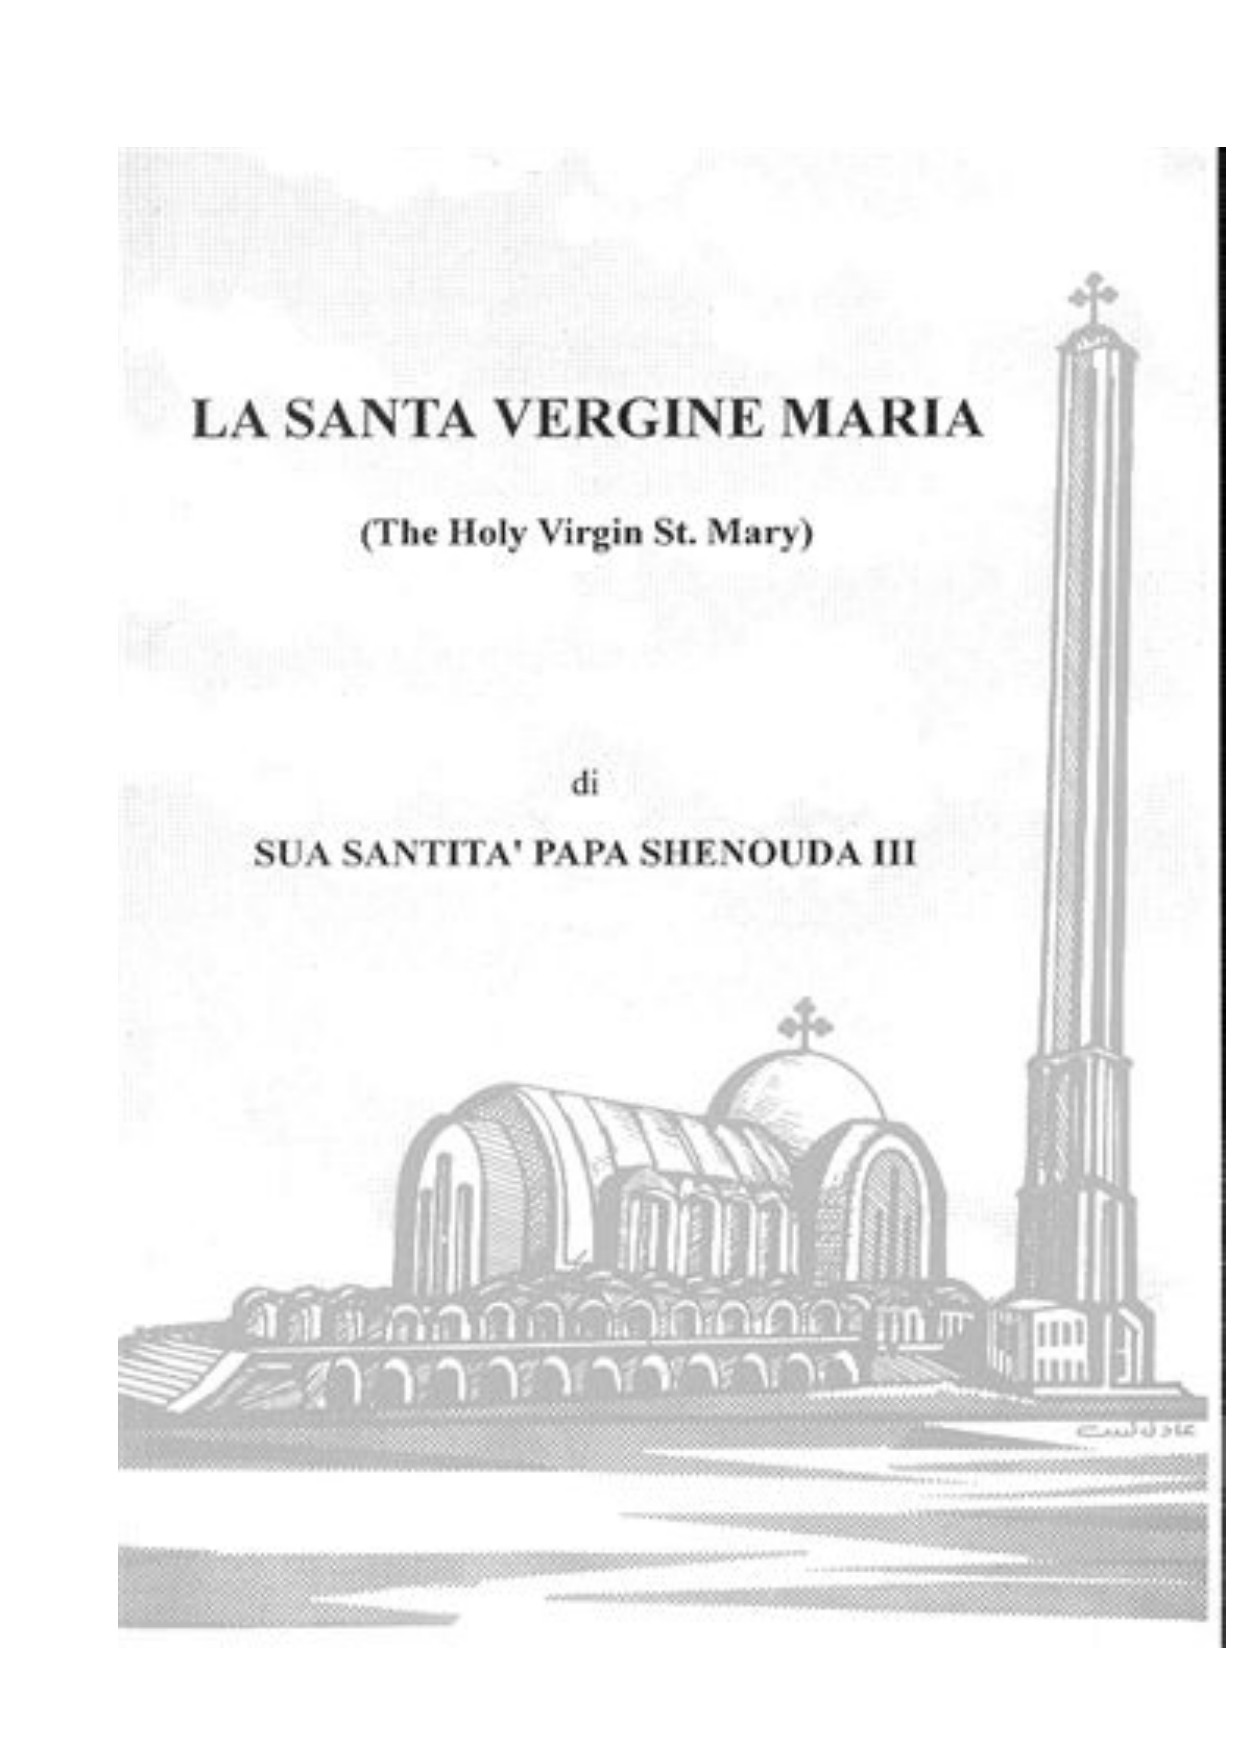 LA SANTA VERGINE MARIA
(The Holy Virgin St. Mary)
di
SUA SANTITA' PAPA SHENOUDA III